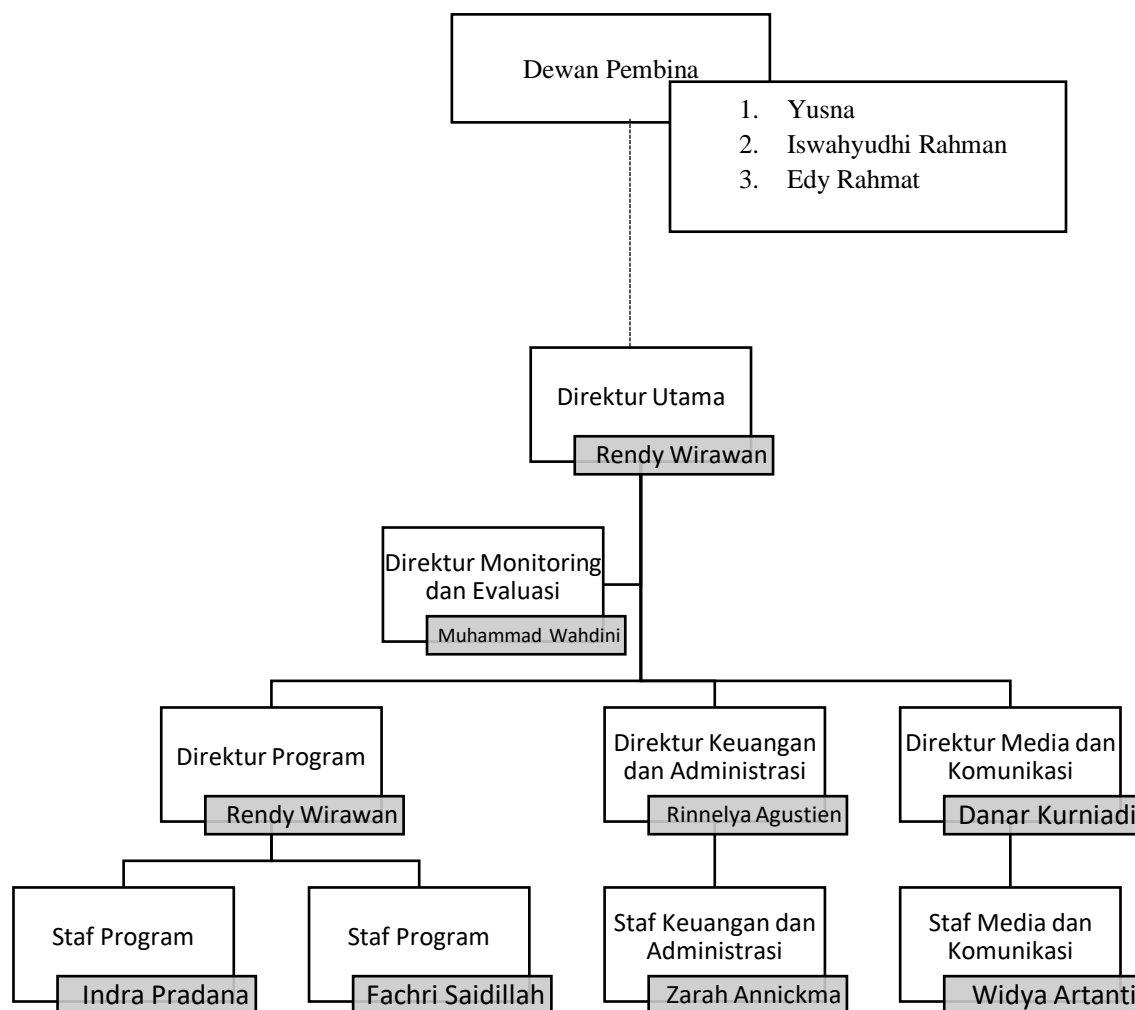 Dewan Pembina
1. Yusna
2. Iswahyudhi Rahman
3. Edy Rahmat
Direktur Utama
Rendy Wirawan
Direktur Monitoring
dan Evaluasi
Muhammad Wahdini
Direktur Program
Rendy Wirawan
Direktur Keuangan
dan Administrasi
Rinnelya Agustien
Direktur Media dan
Komunikasi
Danar Kurniadi
Staf Program
Indra Pradana
Staf Program
Fachri Saidillah
Staf Keuangan dan
Administrasi
Zarah Annickma
Staf Media dan
Komunikasi
Widya Artanti